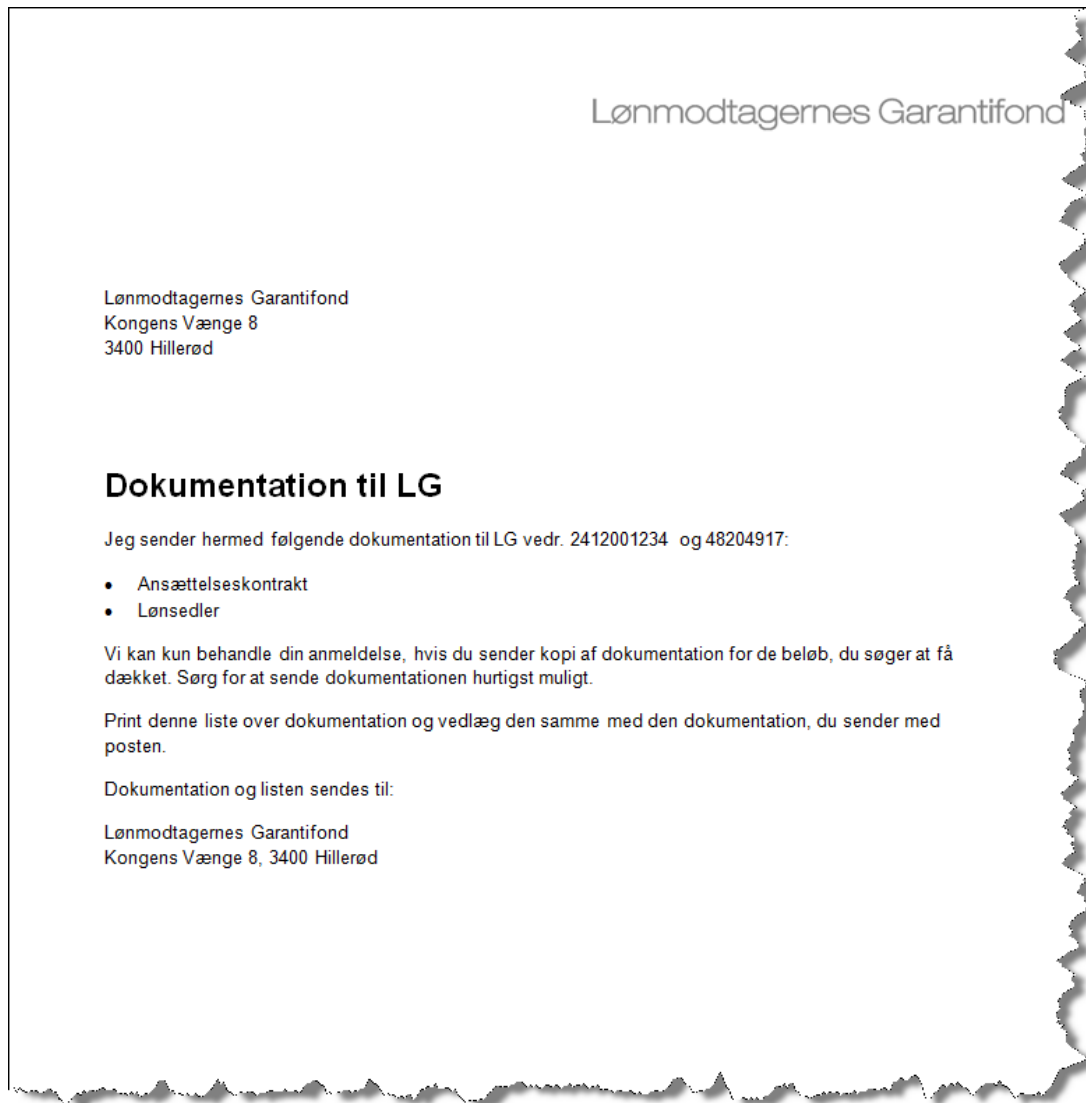 Lønmodtagernes Garantifond
Lønmodtagernes Garantifond
Kongens Vænge 8
3400 Hillerød
Dokumentation til LG
Jeg sender hermed følgende dokumentation til LG vedr. 2412001234 og 48204917:
• Ansættelseskontrakt
• Lønsedler
Vi kan kun behandle din anmeldelse, hvis du sender kopi af dokumentation for de beløb, du søger at få
dækket. Sørg for at sende dokumentationen hurtigst muligt.
Print denne liste over dokumentation og vedlæg den samme med den dokumentation, du sender med
posten.
Dokumentation og listen sendes til:
Lønmodtagernes Garantifond
Kongens Vænge 8, 3400 Hillerød